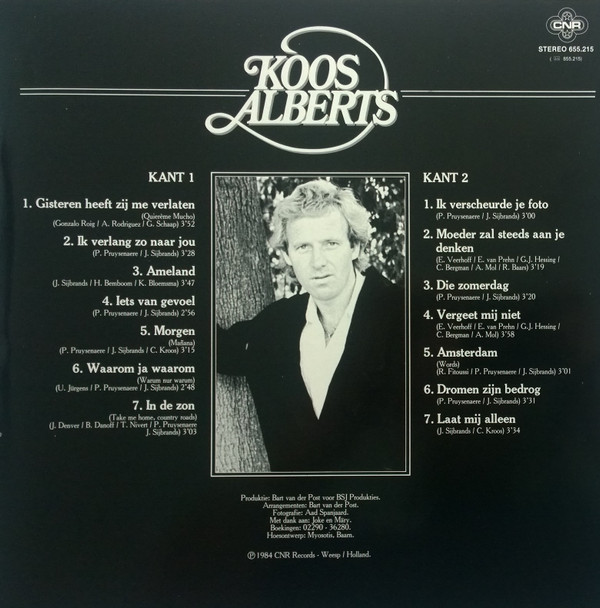 CNR
STEREO 655.215
KOOS
ALBERTS
KANT 1
1. Gisteren heeft zij me verlaten
(Quiérème Mucho)
(Gonzalo Roig / A. Rodriguez / G. Schaap) 3'52
2. Ik verlang zo naar jou
(P. Pruysenaere / J. Sijbrands) 3'28
3. Ameland
(J. Sijbrands / H. Bemboom / K. Bloemsma) 3'47
4. Iets van gevoel
(P. Pruysenaere / J. Sijbrands) 2'56
5. Morgen
(Mañana)
(P. Pruysenaere / J. Sijbrands / C. Kroos) 3'15
6. Waarom ja waarom
(Warum nur warum)
(U. Jürgens / P. Pruysenaere / J. Sijbrands) 2'48
7. In de zon
(Take me home, country roads)
(J. Denver / B. Danoff / T. Nivert / P. Pruysenaere
J. Sijbrands) 3'03
KANT 2
1. Ik verscheurde je foto
(P. Pruysenaere / J. Sijbrands) 3'00
2. Moeder zal steeds aan je
denken
(E. Veerhoff / E. van Prehn / G.J. Hessing /
C. Bergman / A. Mol / R. Baars) 3'19
3. Die zomerdag
(P. Pruysenaere / J. Sijbrands) 3'20
4. Vergeet mij niet
(E. Veerhoff / E. van Prehn / G.J. Hessing /
C. Bergman / A. Mol) 3'58
5. Amsterdam
(Words)
(R. Fitoussi / P. Pruysenaere / J. Sijbrands) 3'01
6. Dromen zijn bedrog
(P. Pruysenaere / J. Sijbrands) 3'31
7. Laat mij alleen
(J. Sijbrands / C. Kroos) 3'34
Produktie: Bart van der Post voor BSJ Produkties.
Arrangementen: Bart van der Post.
Fotografie: Aad Spanjaard.
Met dank aan: Joke en Mary.
Boekingen: 02290 - 36280.
Hoesontwerp: Myosotis, Baarn.
Ⓟ 1984 CNR Records - Weesp / Holland.